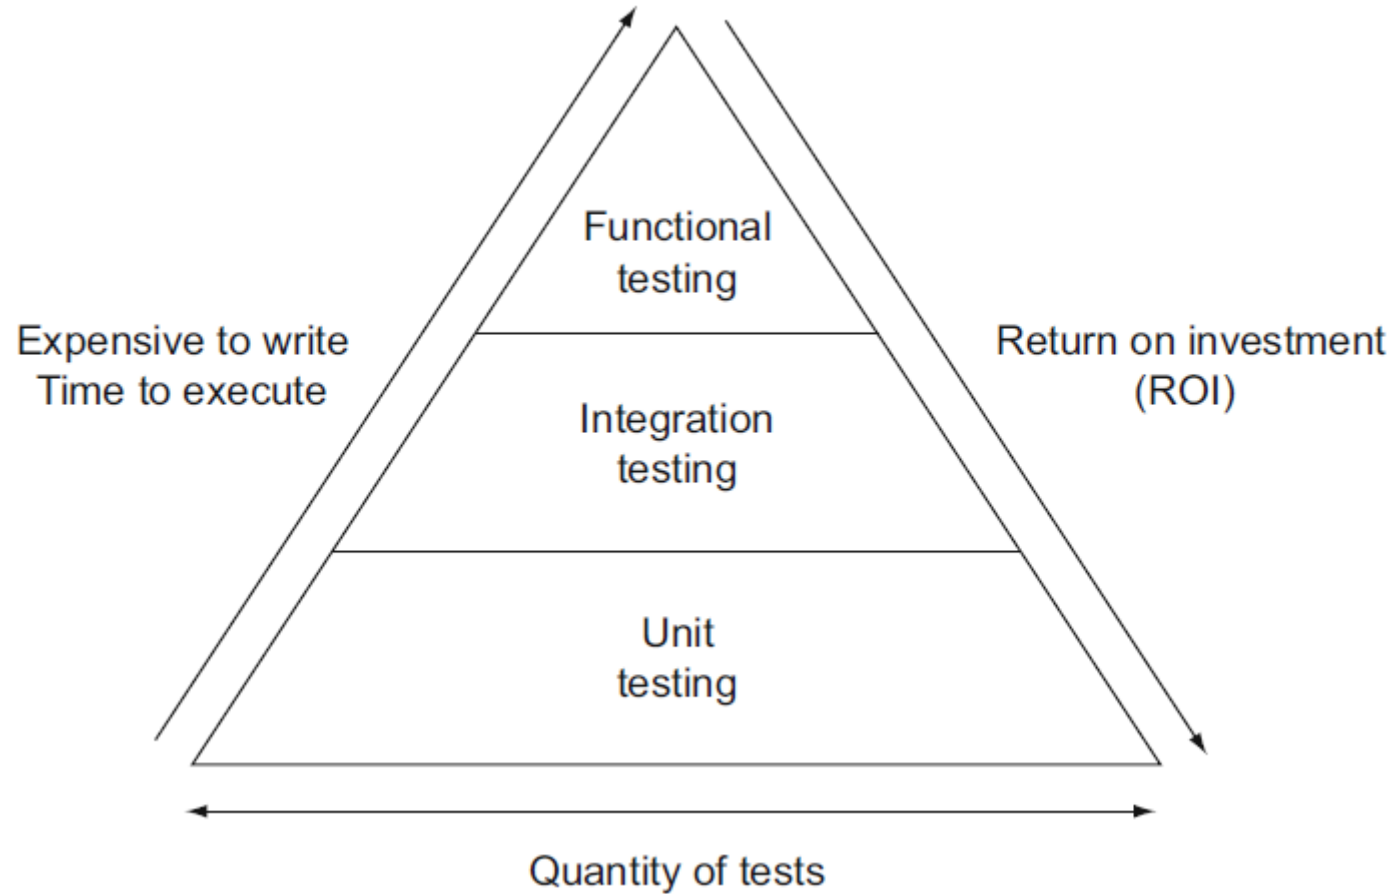 Functional
testing
Expensive to write
Time to execute
Return on investment
(ROI)
Integration
testing
Unit
testing
Quantity of tests